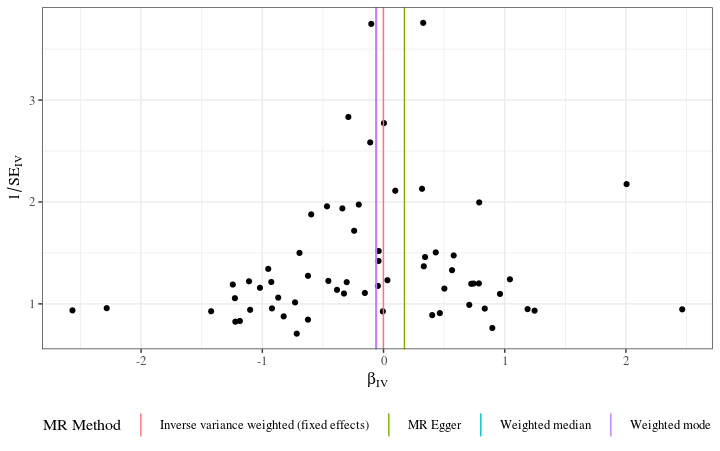 3
2
1
1/SE_IV
-2 -1 0 1 2
β_IV
MR Method Inverse variance weighted (fixed effects) MR Egger Weighted median Weighted mode